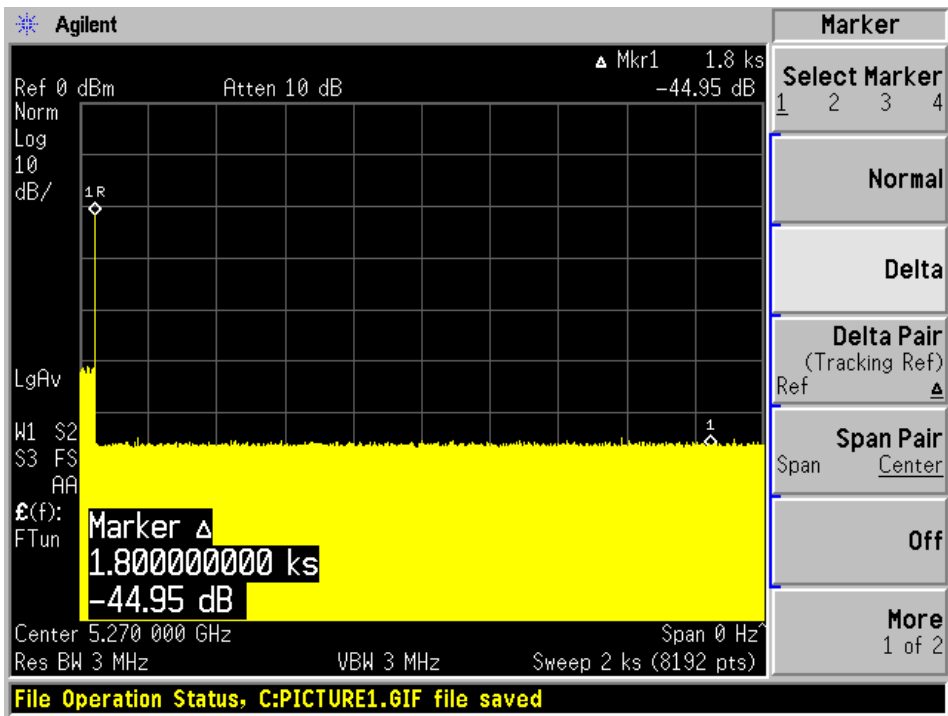 Agilent
Marker
Δ Mkr1 1.8 ks
Ref 0 dBm Atten 10 dB -44.95 dB
Norm
Log
10
dB/
1R
LgAv
1
W1 S2
S3 FS
AA
£(f):
FTun
Marker Δ
1.800000000 ks
-44.95 dB
Center 5.270 000 GHz Span 0 Hz^
Res BW 3 MHz VBW 3 MHz Sweep 2 ks (8192 pts)
File Operation Status, C:PICTURE1.GIF file saved
Select Marker
1 2 3 4
Normal
Delta
Delta Pair
(Tracking Ref)
Ref Δ
Span Pair
Span Center
Off
More
1 of 2